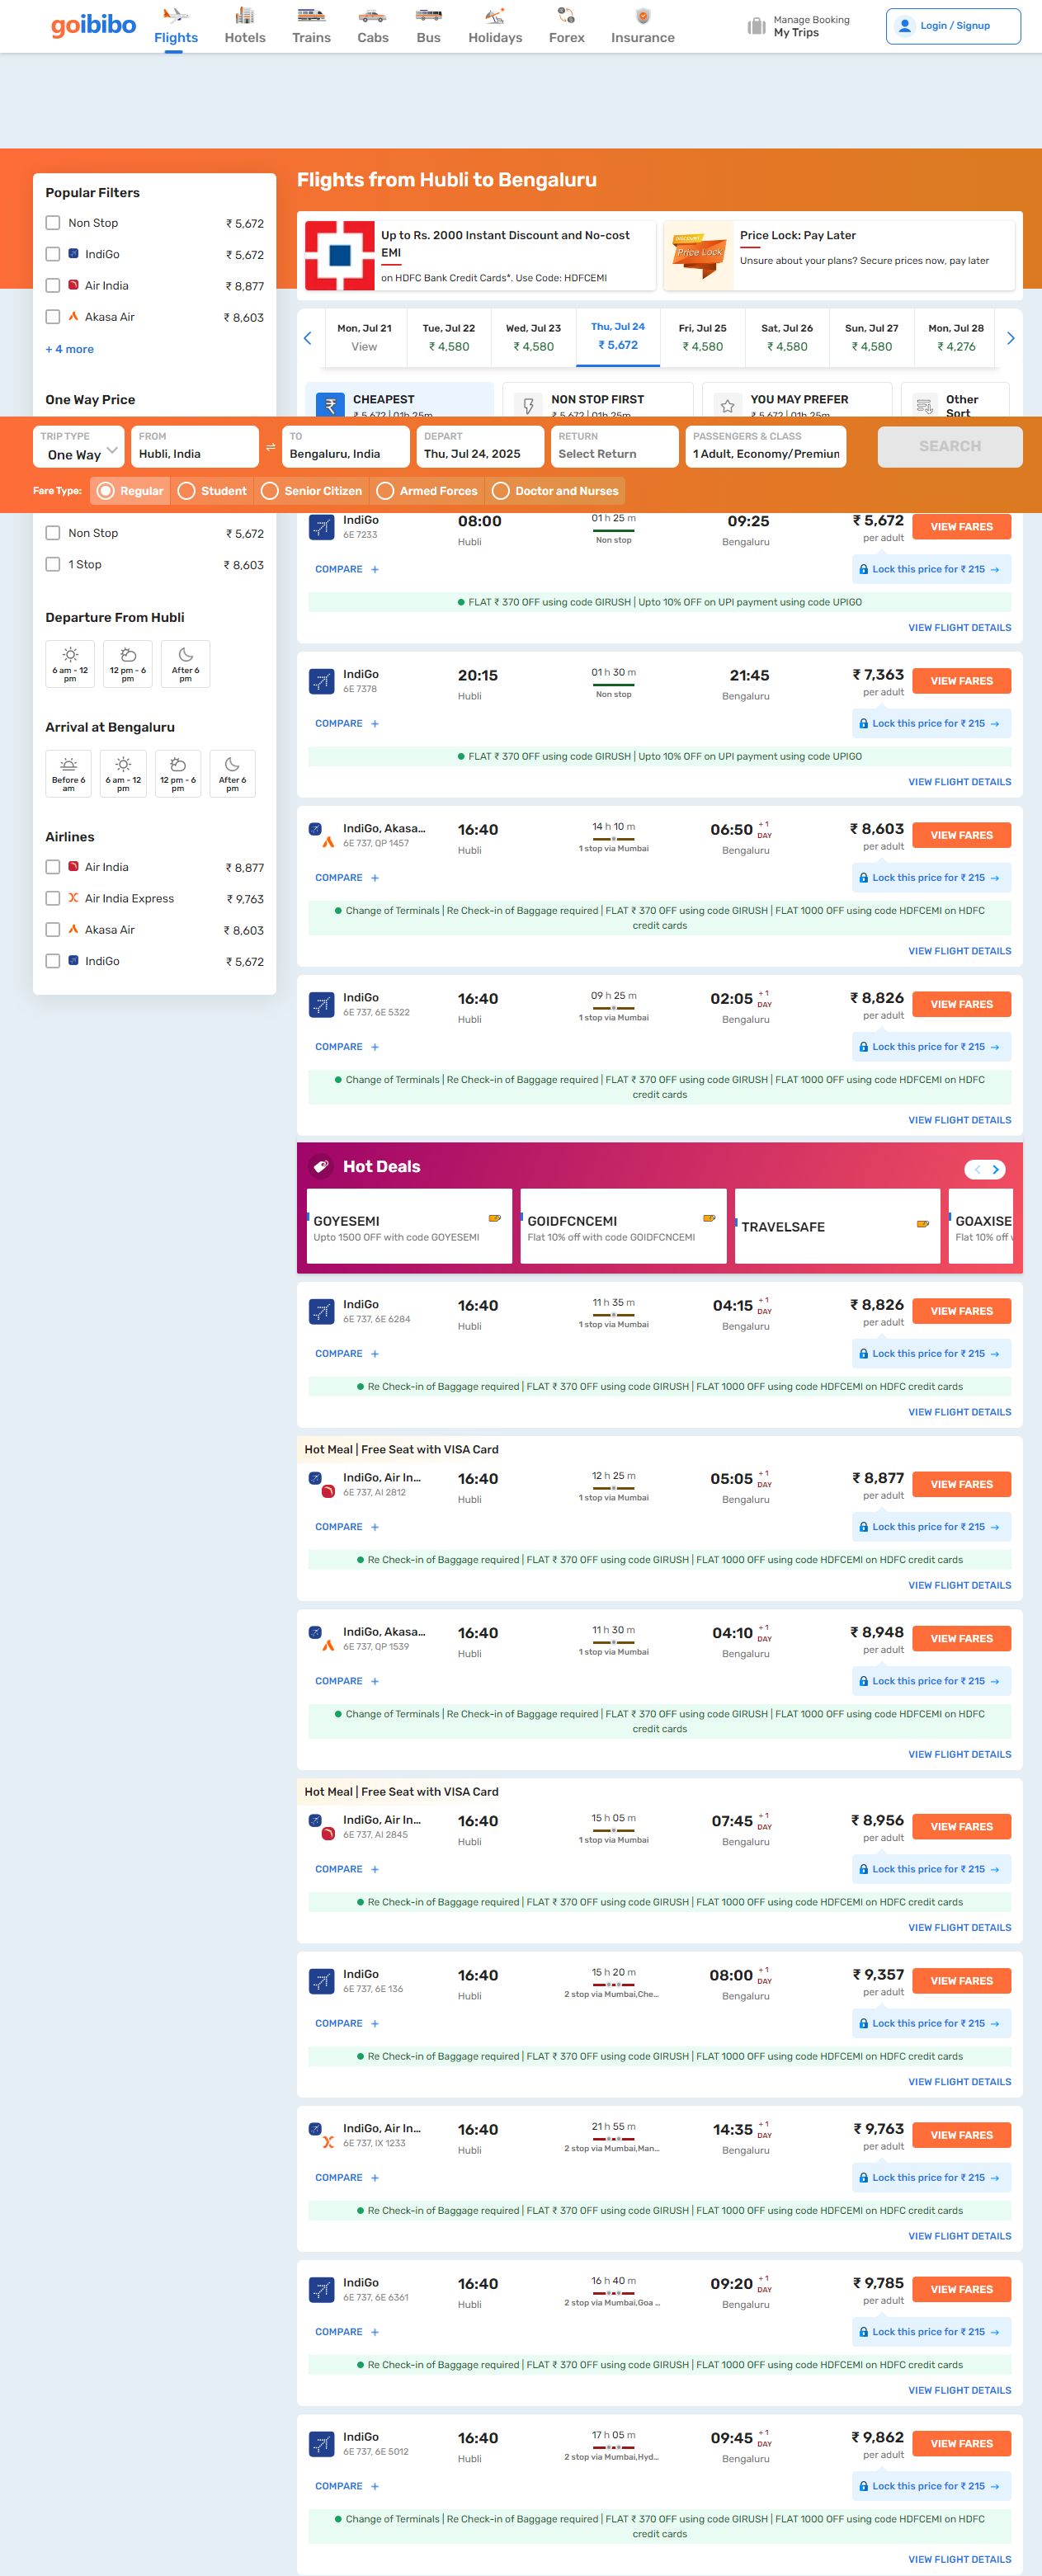 goibibo
Flights
Hotels
Trains
Cabs
Bus
Holidays
Forex
Insurance
Manage Booking
My Trips
Login / Signup
Flights from Hubli to Bengaluru
Popular Filters
Non Stop ₹ 5,672
IndiGo ₹ 5,672
Air India ₹ 8,877
Akasa Air ₹ 8,603
+ 4 more
One Way Price
Up to Rs. 2000 Instant Discount and No-cost
EMI
on HDFC Bank Credit Cards*. Use Code: HDFCEMI
DISCOUNT
Price Lock
Price Lock: Pay Later
Unsure about your plans? Secure prices now, pay later
Mon, Jul 21
View
Tue, Jul 22
₹ 4,580
Wed, Jul 23
₹ 4,580
Thu, Jul 24
₹ 5,672
Fri, Jul 25
₹ 4,580
Sat, Jul 26
₹ 4,580
Sun, Jul 27
₹ 4,580
Mon, Jul 28
₹ 4,276
CHEAPEST
₹ 5,672 | 01h 25m
NON STOP FIRST
₹ 5,672 | 01h 25m
YOU MAY PREFER
₹ 5,672 | 01h 25m
Other
Sort
TRIP TYPE
One Way
FROM
Hubli, India
TO
Bengaluru, India
DEPART
Thu, Jul 24, 2025
RETURN
Select Return
PASSENGERS & CLASS
1 Adult, Economy/Premiun
SEARCH
Fare Type:
Regular
Student
Senior Citizen
Armed Forces
Doctor and Nurses
Non Stop ₹ 5,672
1 Stop ₹ 8,603
Departure From Hubli
6 am - 12
pm
12 pm - 6
pm
After 6
pm
Arrival at Bengaluru
Before 6
am
6 am - 12
pm
12 pm - 6
pm
After 6
pm
Airlines
Air India ₹ 8,877
Air India Express ₹ 9,763
Akasa Air ₹ 8,603
IndiGo ₹ 5,672
IndiGo 08:00 01 h 25 m 09:25 ₹ 5,672 VIEW FARES
6E 7233 Hubli Non stop Bengaluru per adult
COMPARE + Lock this price for ₹ 215 →
FLAT ₹ 370 OFF using code GIRUSH | Upto 10% OFF on UPI payment using code UPIGO
VIEW FLIGHT DETAILS
IndiGo 20:15 01 h 30 m 21:45 ₹ 7,363 VIEW FARES
6E 7378 Hubli Non stop Bengaluru per adult
COMPARE + Lock this price for ₹ 215 →
FLAT ₹ 370 OFF using code GIRUSH | Upto 10% OFF on UPI payment using code UPIGO
VIEW FLIGHT DETAILS
IndiGo, Akasa... 16:40 14 h 10 m 06:50 +1 DAY ₹ 8,603 VIEW FARES
6E 737, QP 1457 Hubli 1 stop via Mumbai Bengaluru per adult
COMPARE + Lock this price for ₹ 215 →
Change of Terminals | Re Check-in of Baggage required | FLAT ₹ 370 OFF using code GIRUSH | FLAT 1000 OFF using code HDFCEMI on HDFC
credit cards
VIEW FLIGHT DETAILS
IndiGo 16:40 09 h 25 m 02:05 +1 DAY ₹ 8,826 VIEW FARES
6E 737, 6E 5322 Hubli 1 stop via Mumbai Bengaluru per adult
COMPARE + Lock this price for ₹ 215 →
Change of Terminals | Re Check-in of Baggage required | FLAT ₹ 370 OFF using code GIRUSH | FLAT 1000 OFF using code HDFCEMI on HDFC
credit cards
VIEW FLIGHT DETAILS
Hot Deals
GOYESEMI
Upto 1500 OFF with code GOYESEMI
GOIDFCNCEMI
Flat 10% off with code GOIDFCNCEMI
TRAVELSAFE
GOAXISE
Flat 10% off
IndiGo 16:40 11 h 35 m 04:15 +1 DAY ₹ 8,826 VIEW FARES
6E 737, 6E 6284 Hubli 1 stop via Mumbai Bengaluru per adult
COMPARE + Lock this price for ₹ 215 →
Re Check-in of Baggage required | FLAT ₹ 370 OFF using code GIRUSH | FLAT 1000 OFF using code HDFCEMI on HDFC credit cards
VIEW FLIGHT DETAILS
Hot Meal | Free Seat with VISA Card
IndiGo, Air In... 16:40 12 h 25 m 05:05 +1 DAY ₹ 8,877 VIEW FARES
6E 737, AI 2812 Hubli 1 stop via Mumbai Bengaluru per adult
COMPARE + Lock this price for ₹ 215 →
Re Check-in of Baggage required | FLAT ₹ 370 OFF using code GIRUSH | FLAT 1000 OFF using code HDFCEMI on HDFC credit cards
VIEW FLIGHT DETAILS
IndiGo, Akasa... 16:40 11 h 30 m 04:10 +1 DAY ₹ 8,948 VIEW FARES
6E 737, QP 1539 Hubli 1 stop via Mumbai Bengaluru per adult
COMPARE + Lock this price for ₹ 215 →
Change of Terminals | Re Check-in of Baggage required | FLAT ₹ 370 OFF using code GIRUSH | FLAT 1000 OFF using code HDFCEMI on HDFC
credit cards
VIEW FLIGHT DETAILS
Hot Meal | Free Seat with VISA Card
IndiGo, Air In... 16:40 15 h 05 m 07:45 +1 DAY ₹ 8,956 VIEW FARES
6E 737, AI 2845 Hubli 1 stop via Mumbai Bengaluru per adult
COMPARE + Lock this price for ₹ 215 →
Re Check-in of Baggage required | FLAT ₹ 370 OFF using code GIRUSH | FLAT 1000 OFF using code HDFCEMI on HDFC credit cards
VIEW FLIGHT DETAILS
IndiGo 16:40 15 h 20 m 08:00 +1 DAY ₹ 9,357 VIEW FARES
6E 737, 6E 136 Hubli 2 stop via Mumbai,Che... Bengaluru per adult
COMPARE + Lock this price for ₹ 215 →
Re Check-in of Baggage required | FLAT ₹ 370 OFF using code GIRUSH | FLAT 1000 OFF using code HDFCEMI on HDFC credit cards
VIEW FLIGHT DETAILS
IndiGo, Air In... 16:40 21 h 55 m 14:35 +1 DAY ₹ 9,763 VIEW FARES
6E 737, IX 1233 Hubli 2 stop via Mumbai,Man... Bengaluru per adult
COMPARE + Lock this price for ₹ 215 →
Re Check-in of Baggage required | FLAT ₹ 370 OFF using code GIRUSH | FLAT 1000 OFF using code HDFCEMI on HDFC credit cards
VIEW FLIGHT DETAILS
IndiGo 16:40 16 h 40 m 09:20 +1 DAY ₹ 9,785 VIEW FARES
6E 737, 6E 6361 Hubli 2 stop via Mumbai,Goa ... Bengaluru per adult
COMPARE + Lock this price for ₹ 215 →
Re Check-in of Baggage required | FLAT ₹ 370 OFF using code GIRUSH | FLAT 1000 OFF using code HDFCEMI on HDFC credit cards
VIEW FLIGHT DETAILS
IndiGo 16:40 17 h 05 m 09:45 +1 DAY ₹ 9,862 VIEW FARES
6E 737, 6E 5012 Hubli 2 stop via Mumbai,Hyd... Bengaluru per adult
COMPARE + Lock this price for ₹ 215 →
Change of Terminals | Re Check-in of Baggage required | FLAT ₹ 370 OFF using code GIRUSH | FLAT 1000 OFF using code HDFCEMI on HDFC
credit cards
VIEW FLIGHT DETAILS